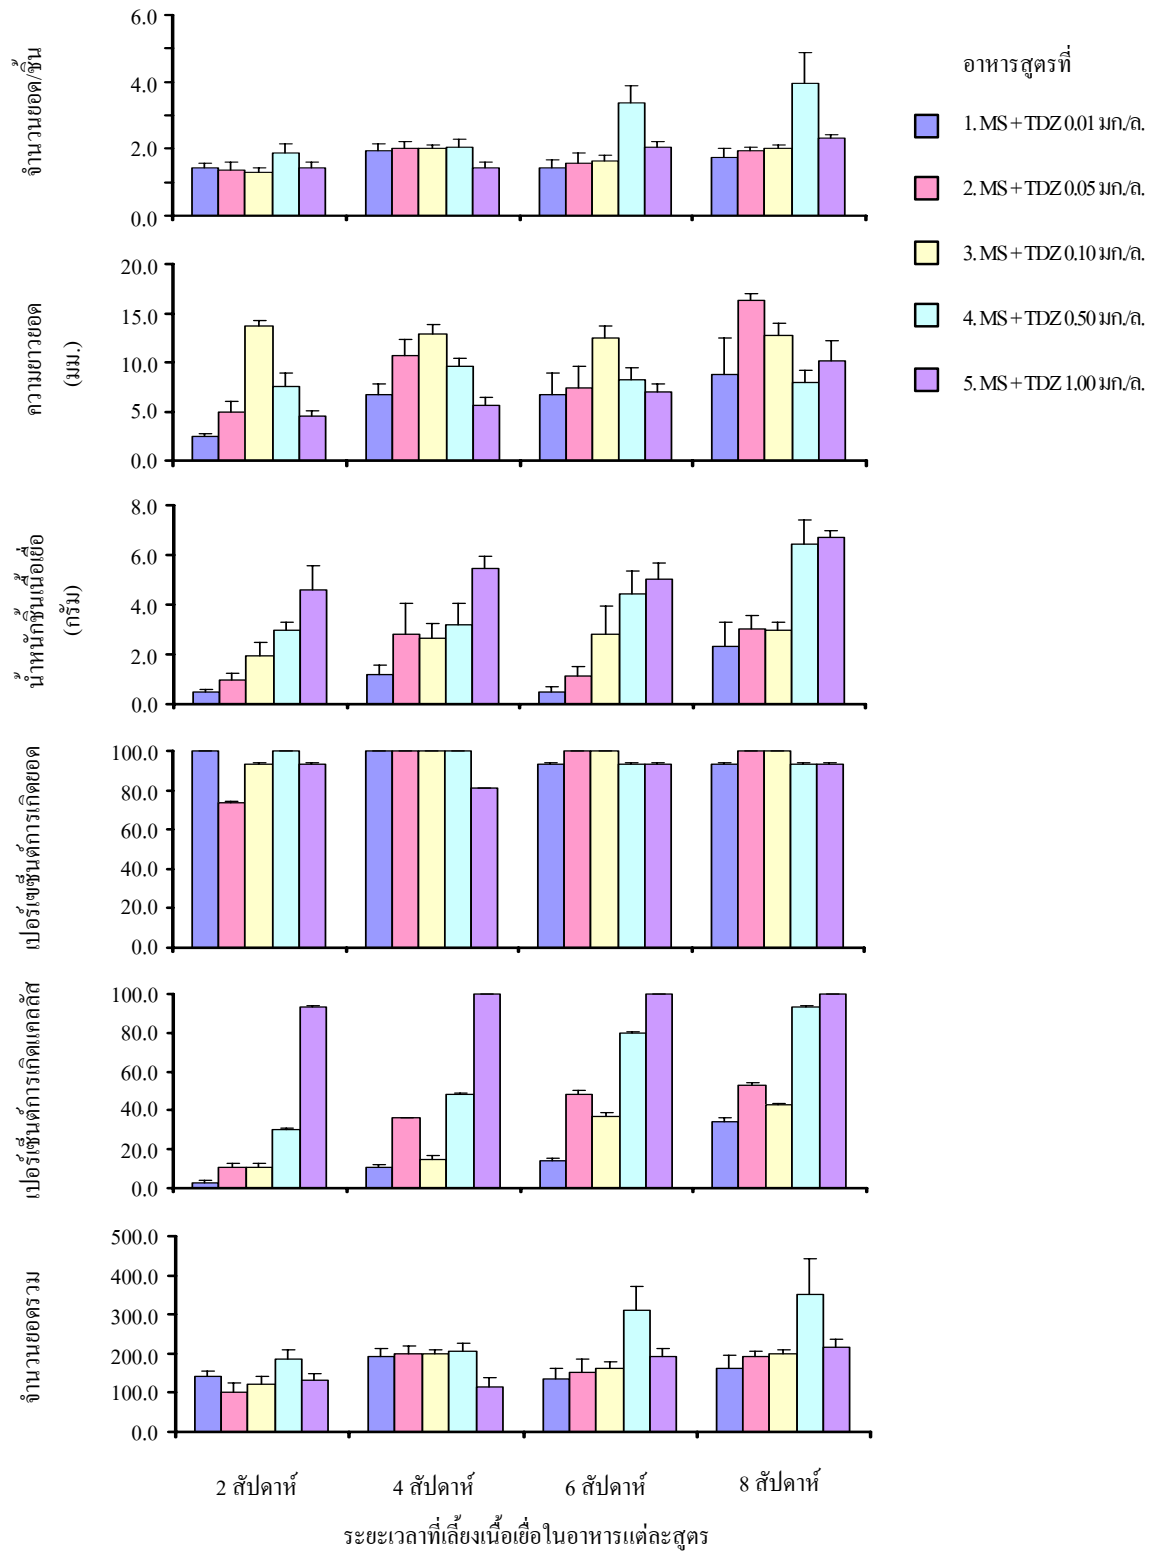 จำนวนยอด/ชิ้น
6.0
4.0
2.0
0.0
อาหารสูตรที่
1. MS + TDZ 0.01 มก./ล.
2. MS + TDZ 0.05 มก./ล.
3. MS + TDZ 0.10 มก./ล.
4. MS + TDZ 0.50 มก./ล.
5. MS + TDZ 1.00 มก./ล.
ความยาวยอด
(มม.)
20.0
15.0
10.0
5.0
0.0
น้ำหนักชิ้นเนื้อเยื่อ
(กรัม)
8.0
6.0
4.0
2.0
0.0
เปอร์เซ็นต์การเกิดยอด
100.0
80.0
60.0
40.0
20.0
0.0
เปอร์เซ็นต์การเกิดแคลลัส
100.0
80.0
60.0
40.0
20.0
0.0
จำนวนยอดรวม
500.0
400.0
300.0
200.0
100.0
0.0
2 สัปดาห์
4 สัปดาห์
6 สัปดาห์
8 สัปดาห์
ระยะเวลาที่เลี้ยงเนื้อเยื่อในอาหารแต่ละสูตร